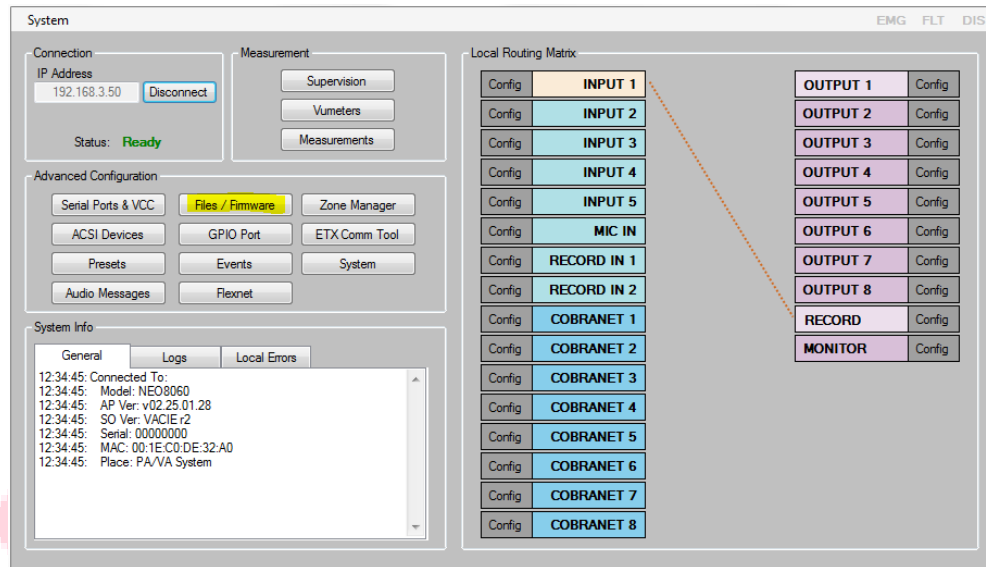 System
EMG FLT DIS
Connection
IP Address
192.168.3.50 Disconnect
Status: Ready
Measurement
Supervision
Vumeters
Measurements
Advanced Configuration
Serial Ports & VCC Files / Firmware Zone Manager
ACSI Devices GPIO Port ETX Comm Tool
Presets Events System
Audio Messages Flexnet
System Info
General Logs Local Errors
12:34:45: Connected To:
12:34:45: Model: NEO8060
12:34:45: AP Ver: v02.25.01.28
12:34:45: SO Ver: VACIE r2
12:34:45: Serial: 00000000
12:34:45: MAC: 00:1E:C0:DE:32:A0
12:34:45: Place: PA/VA System
Local Routing Matrix
Config INPUT 1 OUTPUT 1 Config
Config INPUT 2 OUTPUT 2 Config
Config INPUT 3 OUTPUT 3 Config
Config INPUT 4 OUTPUT 4 Config
Config INPUT 5 OUTPUT 5 Config
Config MIC IN OUTPUT 6 Config
Config RECORD IN 1 OUTPUT 7 Config
Config RECORD IN 2 OUTPUT 8 Config
Config COBRANET 1 RECORD Config
Config COBRANET 2 MONITOR Config
Config COBRANET 3
Config COBRANET 4
Config COBRANET 5
Config COBRANET 6
Config COBRANET 7
Config COBRANET 8